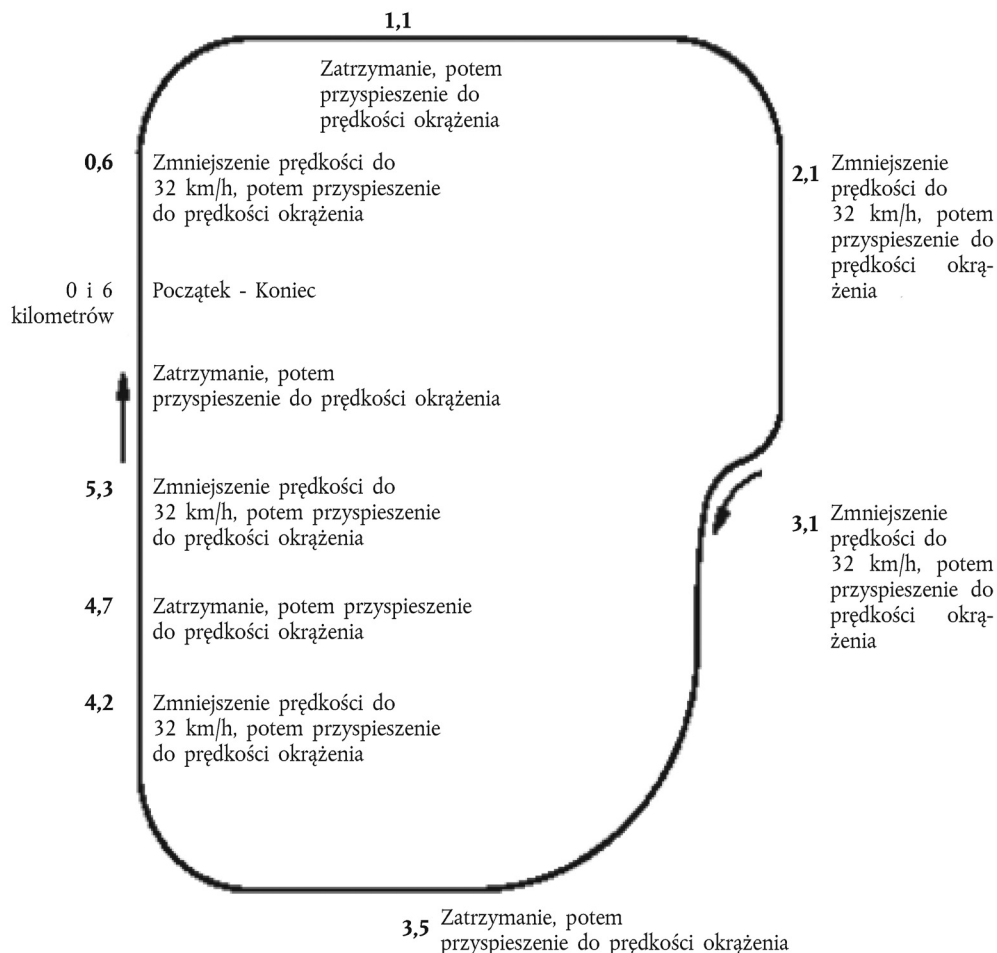 1,1
Zatrzymanie, potem
przyspieszenie do
prędkości okrążenia
0,6
Zmniejszenie prędkości do
32 km/h, potem przyspieszenie
do prędkości okrążenia
2,1
Zmniejszenie
prędkości do
32 km/h, potem
przyspieszenie do
prędkości okrą-
żenia
0 i 6
kilometrów
Początek - Koniec
Zatrzymanie, potem
przyspieszenie do prędkości okrążenia
5,3
Zmniejszenie prędkości do
32 km/h, potem przyspieszenie
do prędkości okrążenia
3,1
Zmniejszenie
prędkości do
32 km/h, potem
przyspieszenie do
prędkości okrą-
żenia
4,7
Zatrzymanie, potem przyspieszenie
do prędkości okrążenia
4,2
Zmniejszenie prędkości do
32 km/h, potem przyspieszenie
do prędkości okrążenia
3,5
Zatrzymanie, potem
przyspieszenie do prędkości okrążenia